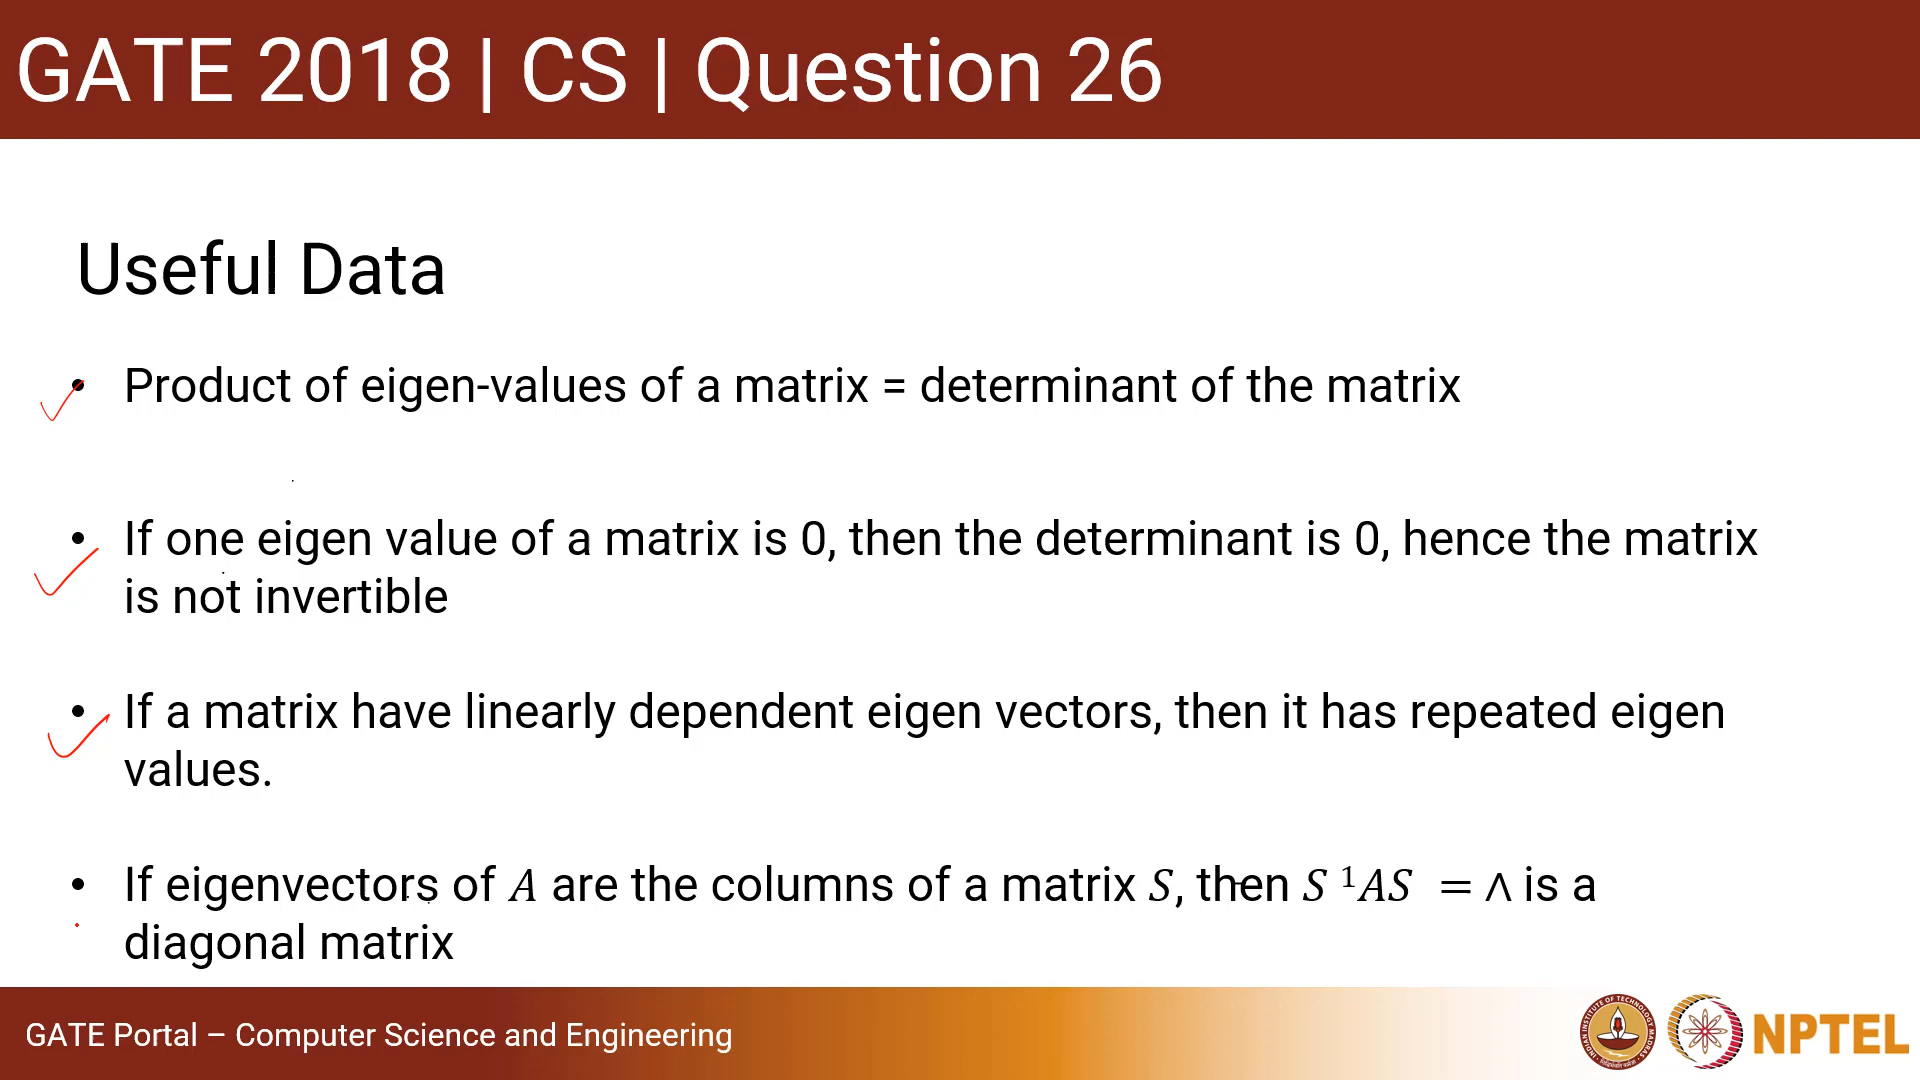 GATE 2018 | CS | Question 26
Useful Data
• Product of eigen-values of a matrix = determinant of the matrix
• If one eigen value of a matrix is 0, then the determinant is 0, hence the matrix
is not invertible
• If a matrix have linearly dependent eigen vectors, then it has repeated eigen
values.
• If eigenvectors of A are the columns of a matrix S, then S ¹AS = ∧ is a
diagonal matrix
GATE Portal – Computer Science and Engineering
NPTEL